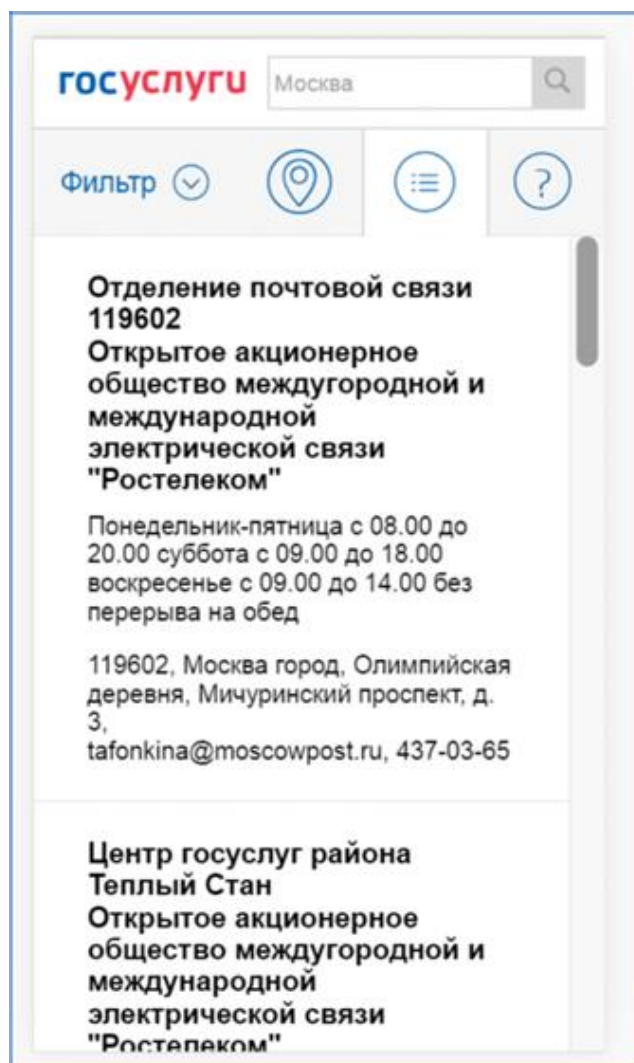 госуслуги
Москва
Фильтр
?
Отделение почтовой связи
119602
Открытое акционерное
общество междугородной и
международной
электрической связи
"Ростелеком"
Понедельник-пятница с 08.00 до
20.00 суббота с 09.00 до 18.00
воскресенье с 09.00 до 14.00 без
перерыва на обед
119602, Москва город, Олимпийская
деревня, Мичуринский проспект, д.
3,
tafonkina@moscowpost.ru, 437-03-65
Центр госуслуг района
Теплый Стан
Открытое акционерное
общество междугородной и
международной
электрической связи
"Ростелеком"